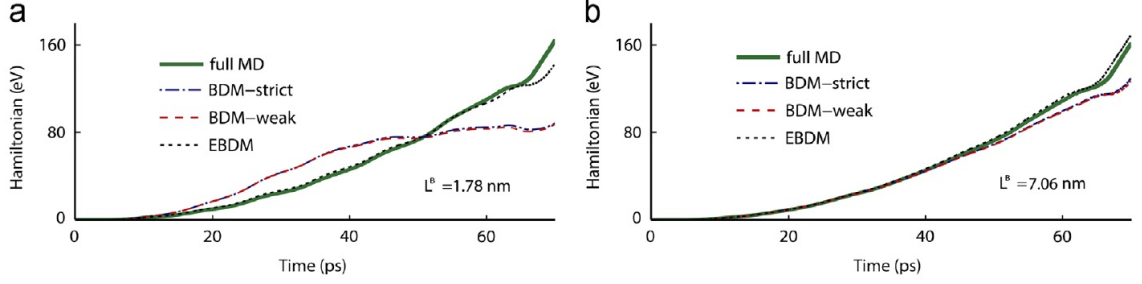 a
Hamiltonian (eV)
160
80
0
full MD
BDM−strict
BDM−weak
EBDM
L^B =1.78 nm
0 20 40 60
Time (ps)
b
Hamiltonian (eV)
160
80
0
full MD
BDM−strict
BDM−weak
EBDM
L^B =7.06 nm
0 20 40 60
Time (ps)